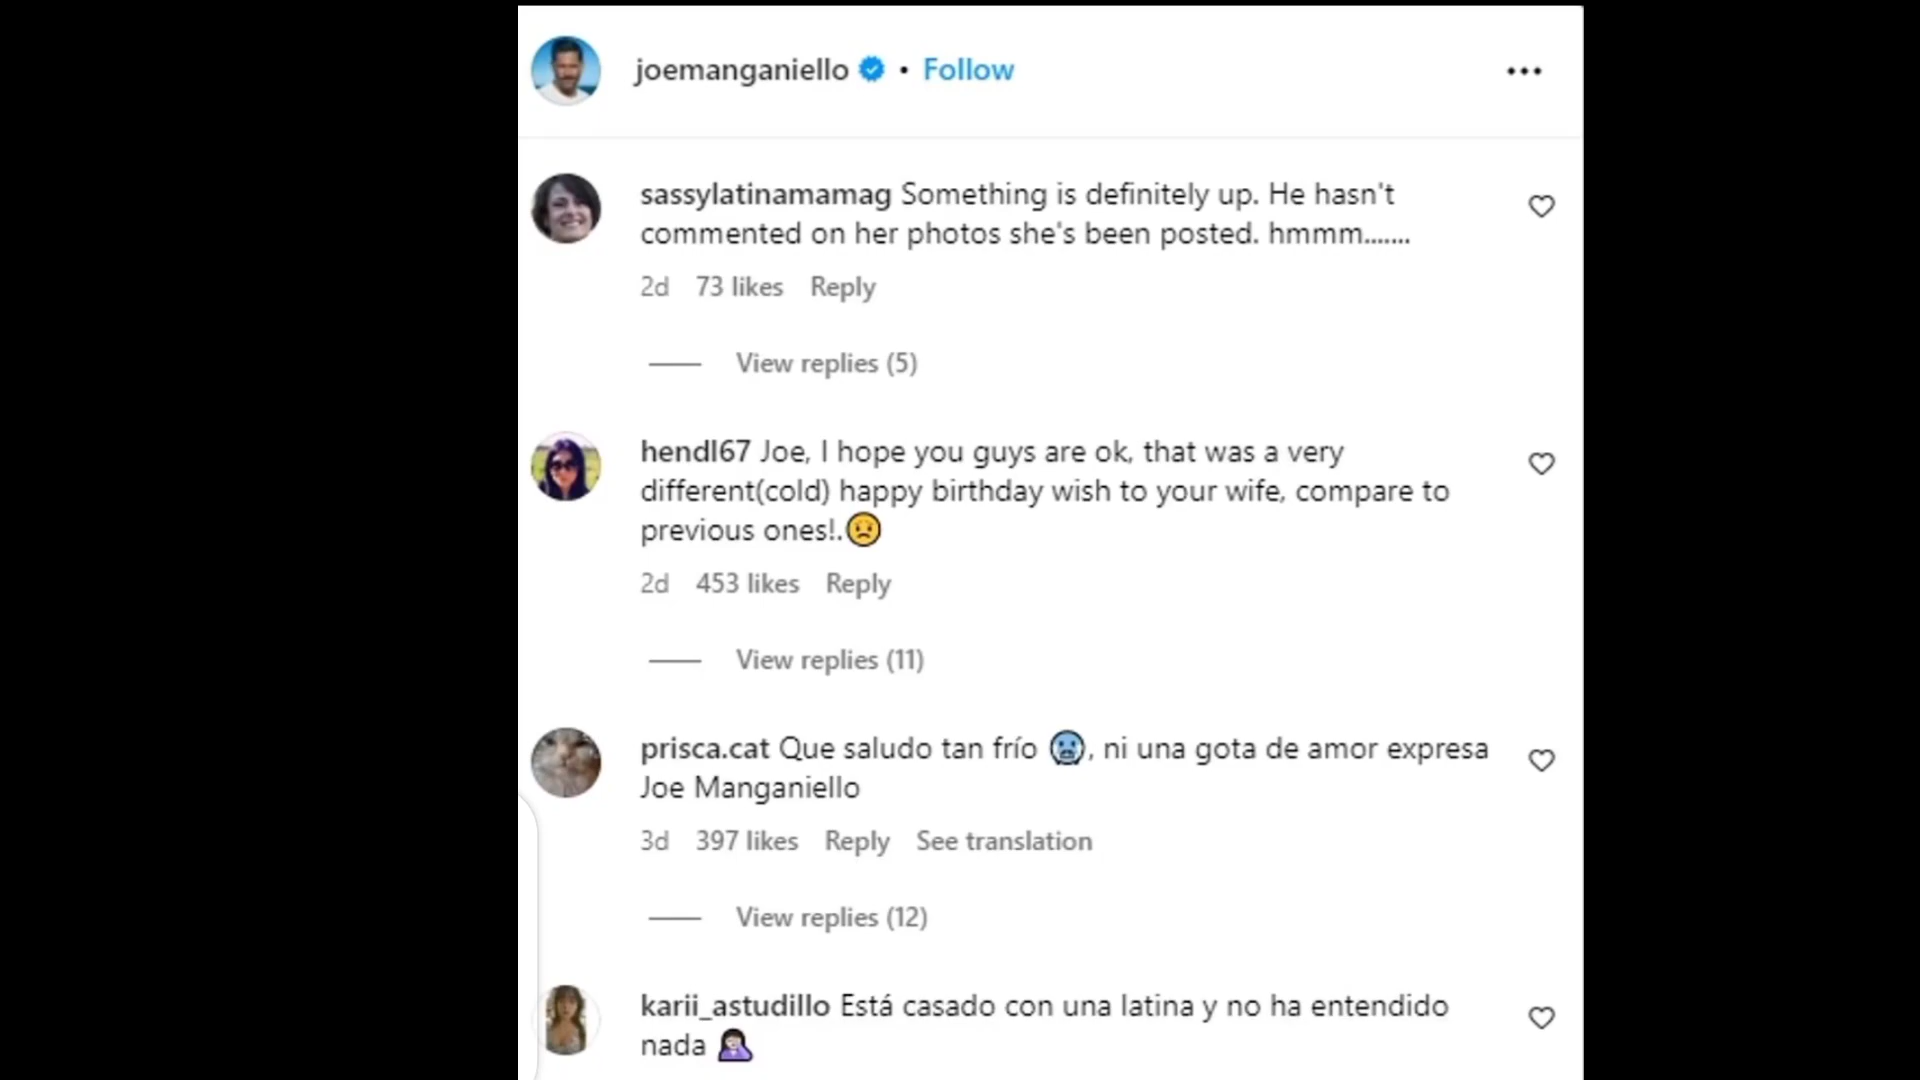 joemanganiello • Follow
sassylatinamamag Something is definitely up. He hasn't
commented on her photos she's been posted. hmmm.......
2d 73 likes Reply
View replies (5)
hendl67 Joe, I hope you guys are ok, that was a very
different(cold) happy birthday wish to your wife, compare to
previous ones!.😟
2d 453 likes Reply
View replies (11)
prisca.cat Que saludo tan frío 🥶, ni una gota de amor expresa
Joe Manganiello
3d 397 likes Reply See translation
View replies (12)
karii_astudillo Está casado con una latina y no ha entendido
nada 🤦🏻‍♀️